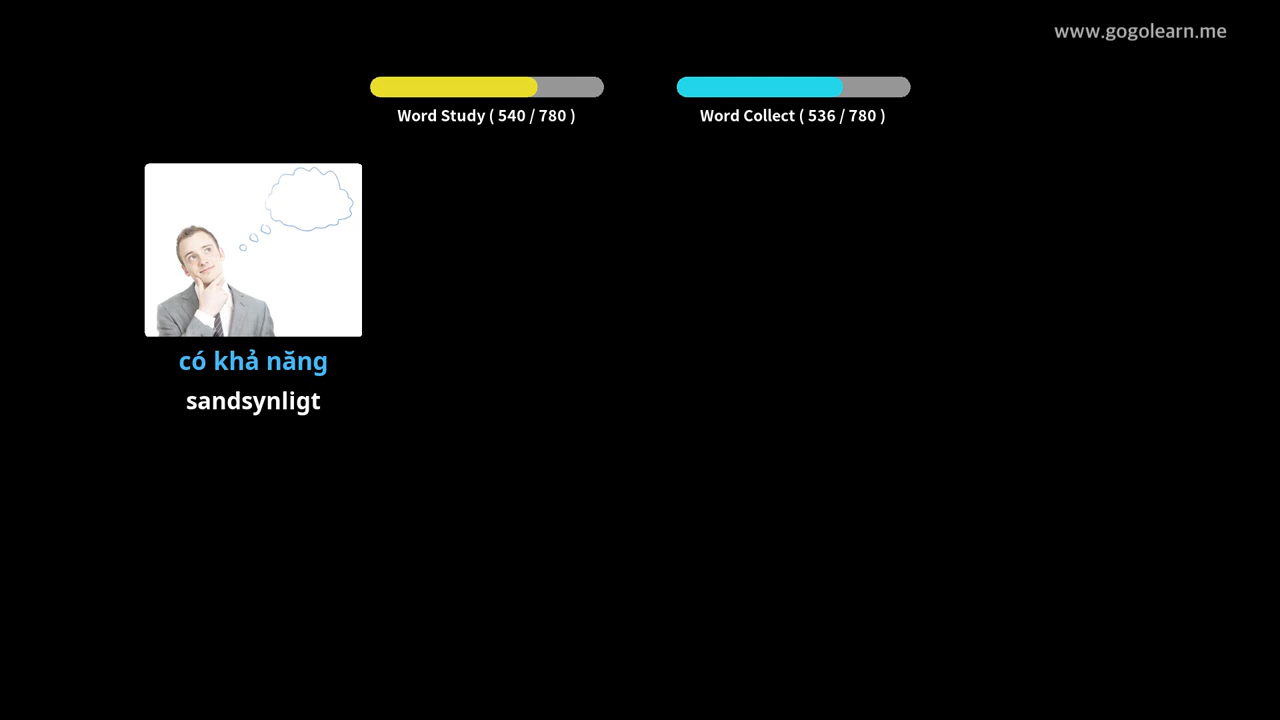 www.gogolearn.me
Word Study ( 540 / 780 )
Word Collect ( 536 / 780 )
có khả năng
sandsynligt